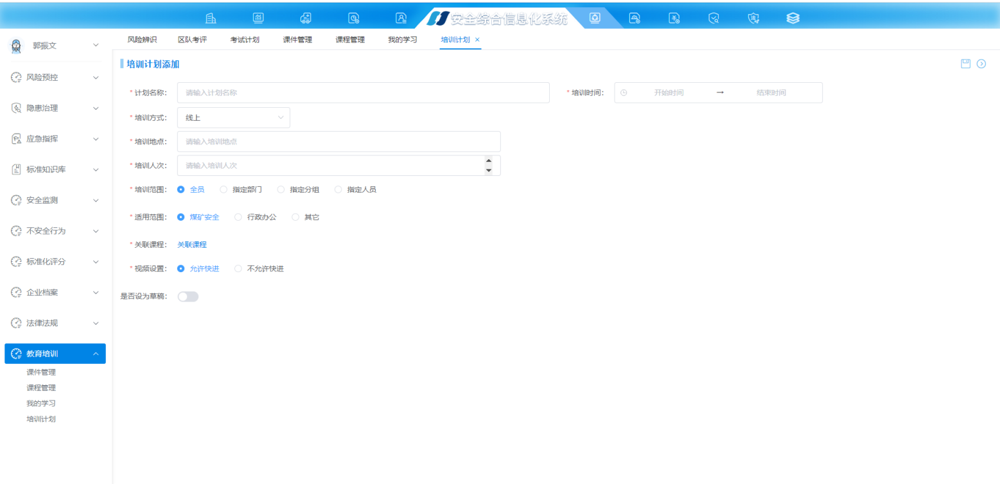 安全综合信息化系统
郭振文
风险辨识 区队考评 考试计划 课件管理 课程管理 我的学习 培训计划 ×
培训计划添加
* 计划名称: 请输入计划名称 * 培训时间: 开始时间 → 结束时间
* 培训方式: 线上
* 培训地点: 请输入培训地点
* 培训人次: 请输入培训人次
* 培训范围: 全员 指定部门 指定分组 指定人员
* 适用范围: 煤矿安全 行政办公 其它
* 关联课程: 关联课程
* 视频设置: 允许快进 不允许快进
是否设为草稿:
风险预控
隐患治理
应急指挥
标准知识库
安全监测
不安全行为
标准化评分
企业档案
法律法规
教育培训
课件管理
课程管理
我的学习
培训计划